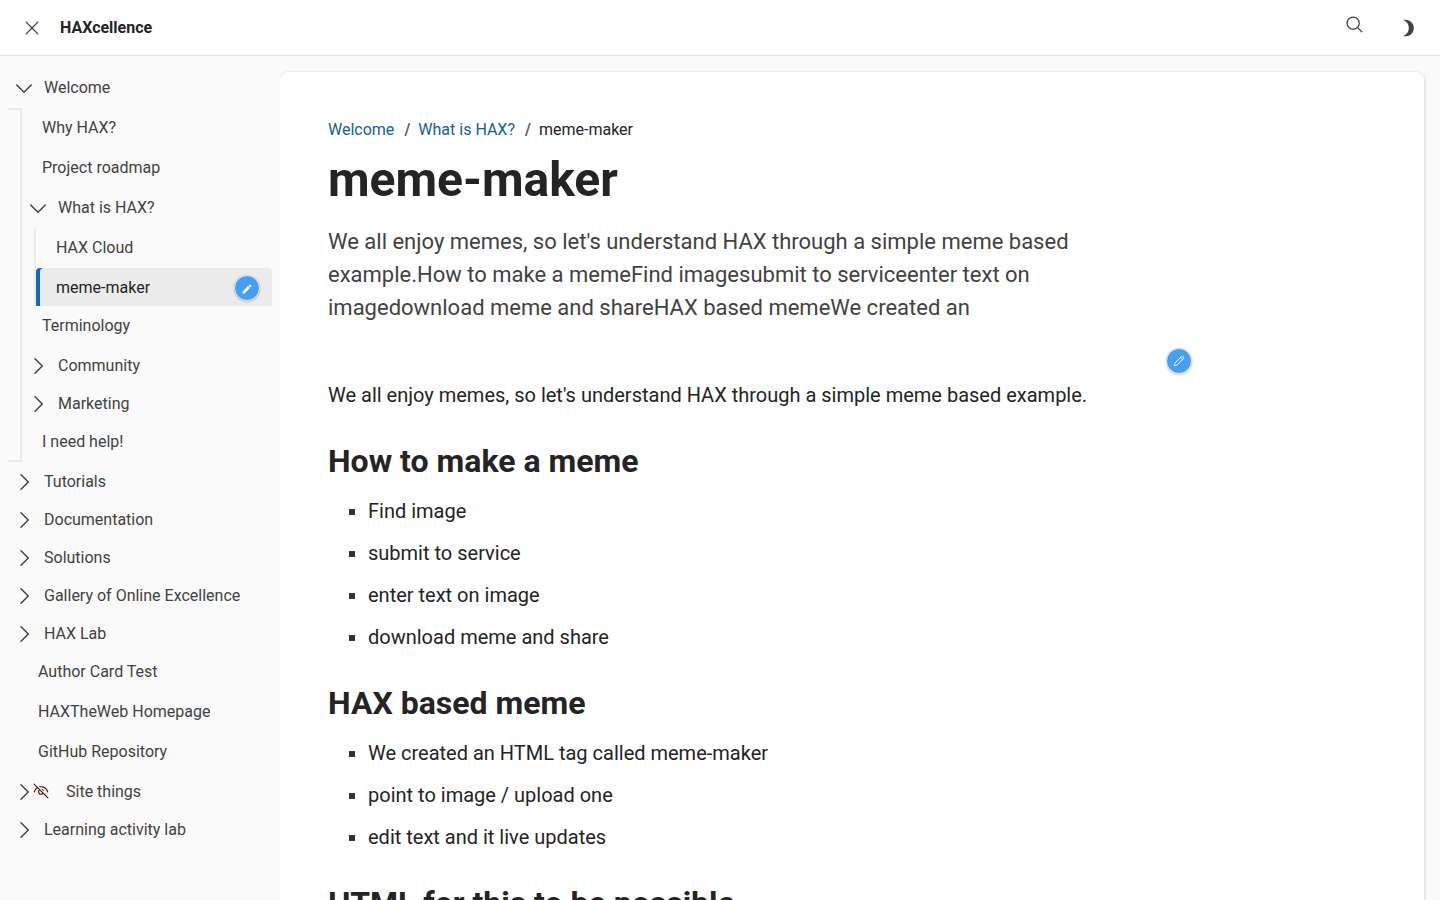 HAXcellence
Welcome
Why HAX?
Project roadmap
What is HAX?
HAX Cloud
meme-maker
Terminology
Community
Marketing
I need help!
Tutorials
Documentation
Solutions
Gallery of Online Excellence
HAX Lab
Author Card Test
HAXTheWeb Homepage
GitHub Repository
Site things
Learning activity lab
Welcome / What is HAX? / meme-maker
meme-maker
We all enjoy memes, so let's understand HAX through a simple meme based
example.How to make a memeFind imagesubmit to serviceenter text on
imagedownload meme and shareHAX based memeWe created an
We all enjoy memes, so let's understand HAX through a simple meme based example.
How to make a meme
Find image
submit to service
enter text on image
download meme and share
HAX based meme
We created an HTML tag called meme-maker
point to image / upload one
edit text and it live updates
HTML for this to be possible